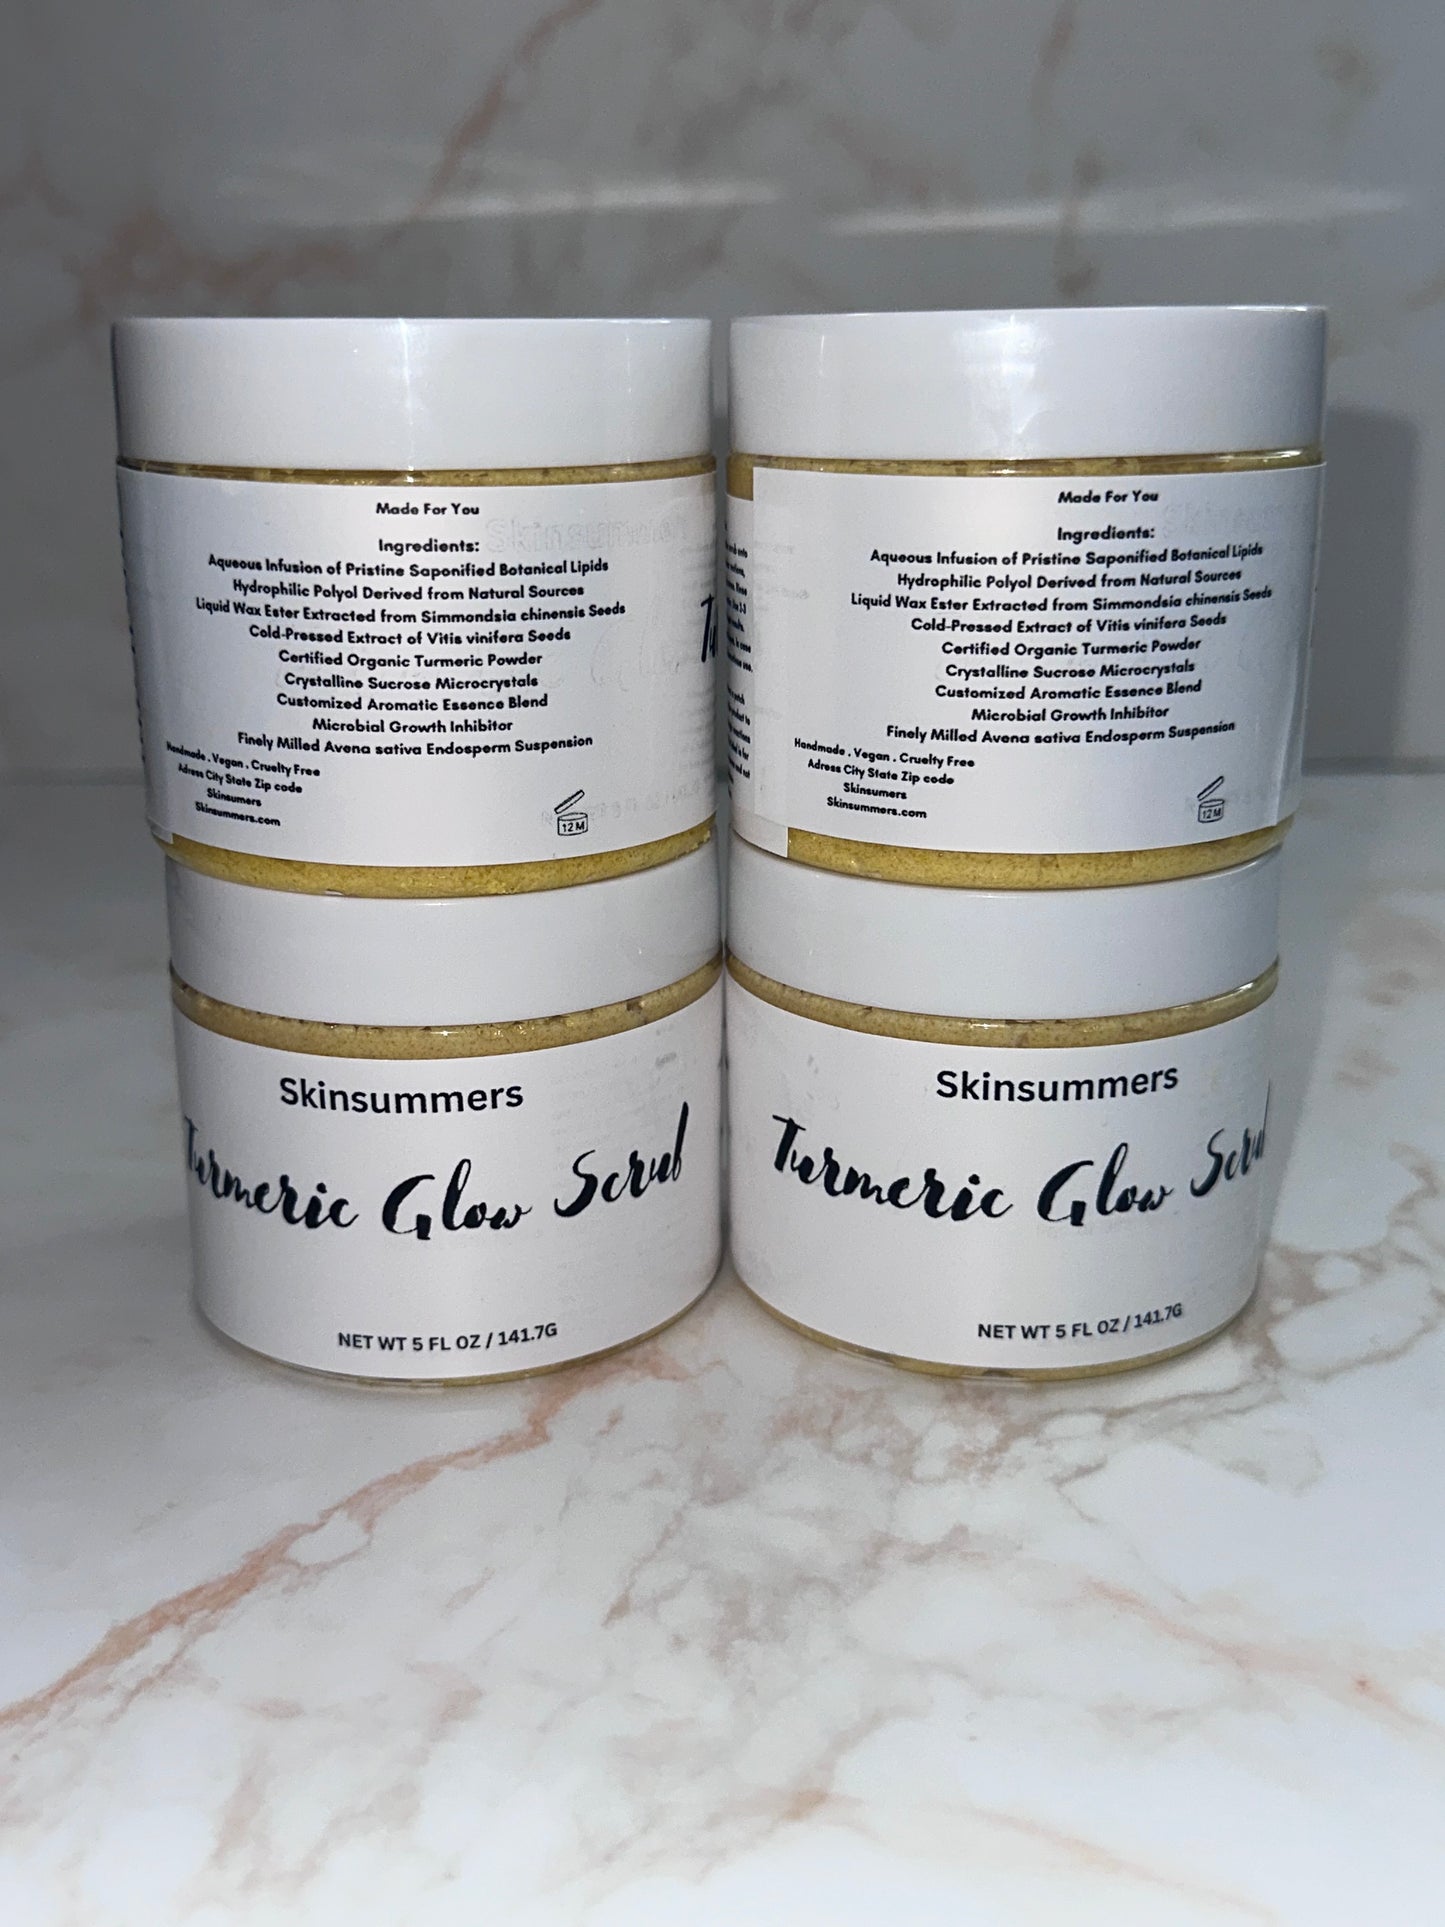 Made For You
Ingredients:
Aqueous Infusion of Pristine Saponified Botanical Lipids
Hydrophilic Polyol Derived from Natural Sources
Liquid Wax Ester Extracted from Simmondsia chinensis Seeds
Cold-Pressed Extract of Vitis vinifera Seeds
Certified Organic Turmeric Powder
Crystalline Sucrose Microcrystals
Customized Aromatic Essence Blend
Microbial Growth Inhibitor
Finely Milled Avena sativa Endosperm Suspension
Handmade . Vegan . Cruelty Free
Adress City State Zip code
Skinsumers
Skinsummers.com
12 M
Made For You
Ingredients:
Aqueous Infusion of Pristine Saponified Botanical Lipids
Hydrophilic Polyol Derived from Natural Sources
Liquid Wax Ester Extracted from Simmondsia chinensis Seeds
Cold-Pressed Extract of Vitis vinifera Seeds
Certified Organic Turmeric Powder
Crystalline Sucrose Microcrystals
Customized Aromatic Essence Blend
Microbial Growth Inhibitor
Finely Milled Avena sativa Endosperm Suspension
Handmade . Vegan . Cruelty Free
Adress City State Zip code
Skinsumers
Skinsummers.com
12 M
Skinsummers
Turmeric Glow Scrub
NET WT 5 FL OZ / 141.7G
Skinsummers
Turmeric Glow Scrub
NET WT 5 FL OZ / 141.7G